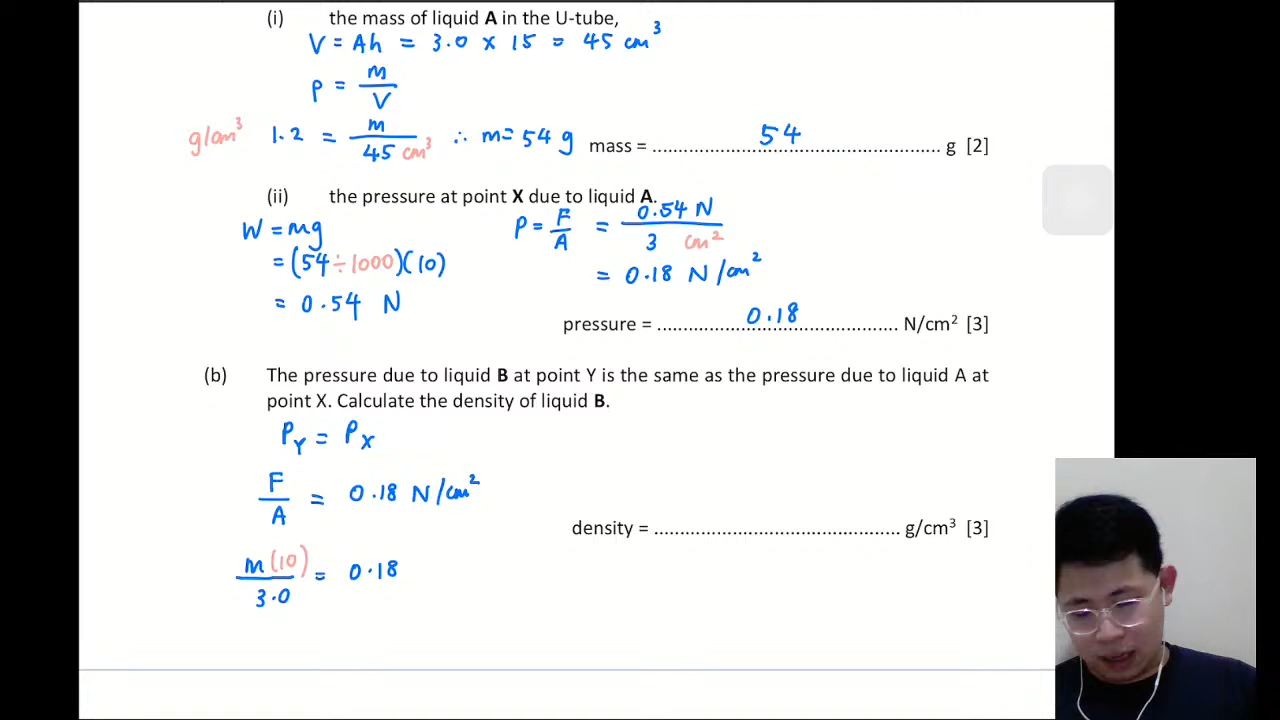 (i) the mass of liquid A in the U-tube,
V = Ah = 3.0 x 15 = 45 cm³
ρ = m/V
g/cm³ 1.2 = m/45 cm³ ∴ m = 54 g mass = 54 g [2]
(ii) the pressure at point X due to liquid A.
W = mg P = F/A = 0.54 N/3 cm²
= (54 ÷ 1000)(10) = 0.18 N/cm²
= 0.54 N
pressure = 0.18 N/cm² [3]
(b) The pressure due to liquid B at point Y is the same as the pressure due to liquid A at
point X. Calculate the density of liquid B.
P_Y = P_X
F/A = 0.18 N/cm²
density = .............................................. g/cm³ [3]
m(10)/3.0 = 0.18